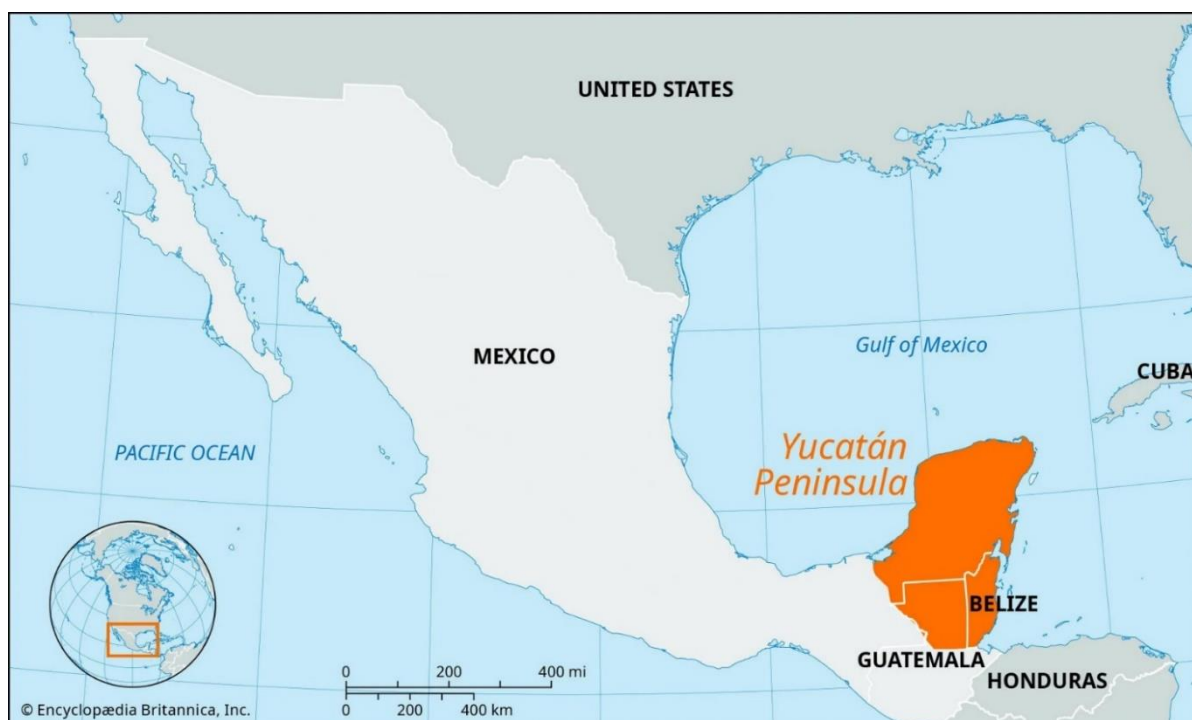 UNITED STATES
MEXICO
Gulf of Mexico
CUBA
PACIFIC OCEAN
Yucatán
Peninsula
BELIZE
GUATEMALA
HONDURAS
0 200 400 mi
0 200 400 km
© Encyclopædia Britannica, Inc.